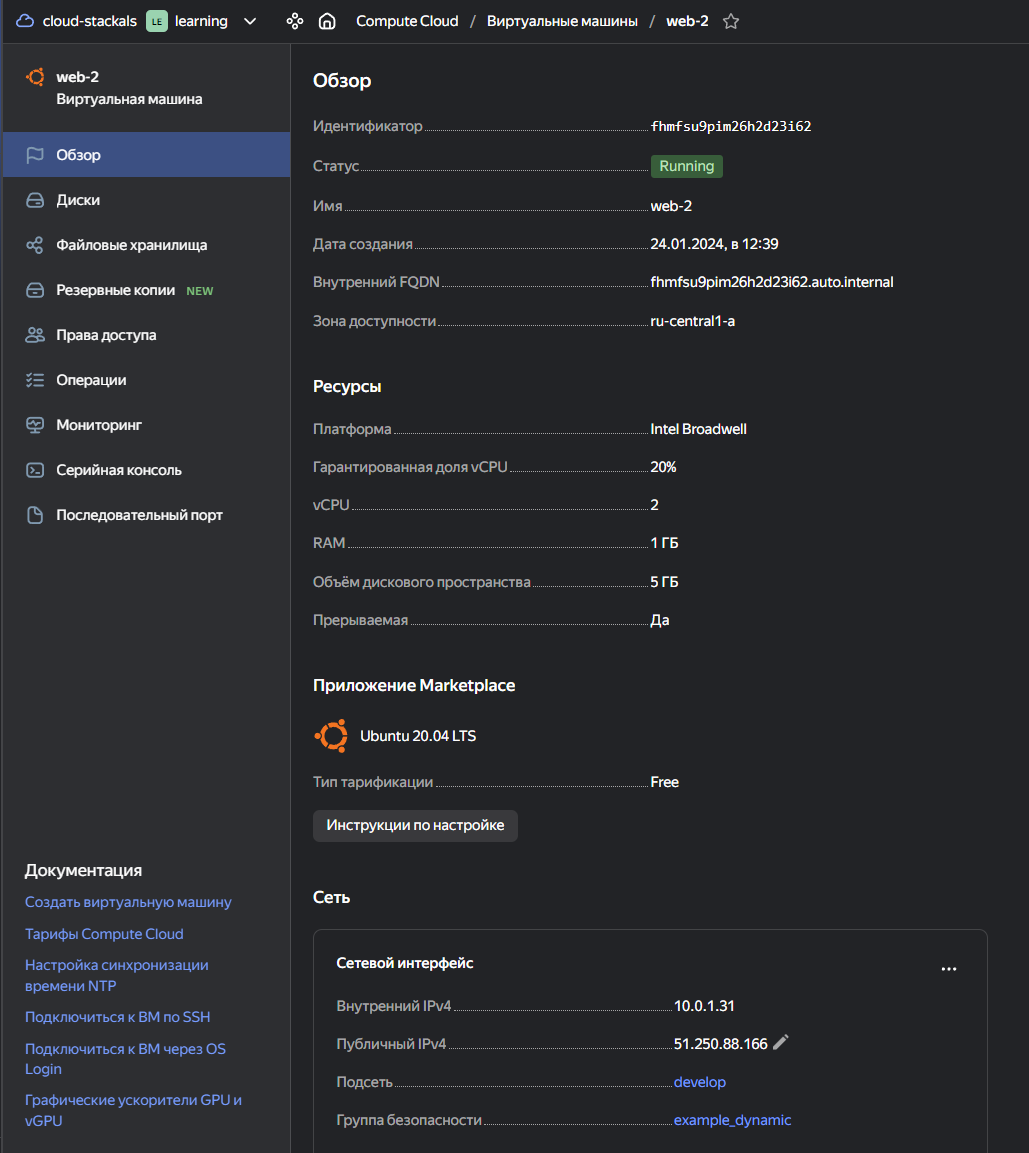 cloud-stackals LE learning Compute Cloud / Виртуальные машины / web-2
web-2
Виртуальная машина
Обзор
Диски
Файловые хранилища
Резервные копии NEW
Права доступа
Операции
Мониторинг
Серийная консоль
Последовательный порт
Документация
Создать виртуальную машину
Тарифы Compute Cloud
Настройка синхронизации
времени NTP
Подключиться к ВМ по SSH
Подключиться к ВМ через OS
Login
Графические ускорители GPU и
vGPU
Обзор
Идентификатор fhmfsu9pim26h2d23i62
Статус Running
Имя web-2
Дата создания 24.01.2024, в 12:39
Внутренний FQDN fhmfsu9pim26h2d23i62.auto.internal
Зона доступности ru-central1-a
Ресурсы
Платформа Intel Broadwell
Гарантированная доля vCPU 20%
vCPU 2
RAM 1 ГБ
Объём дискового пространства 5 ГБ
Прерываемая Да
Приложение Marketplace
Ubuntu 20.04 LTS
Тип тарификации Free
Инструкции по настройке
Сеть
Сетевой интерфейс
Внутренний IPv4 10.0.1.31
Публичный IPv4 51.250.88.166
Подсеть develop
Группа безопасности example_dynamic